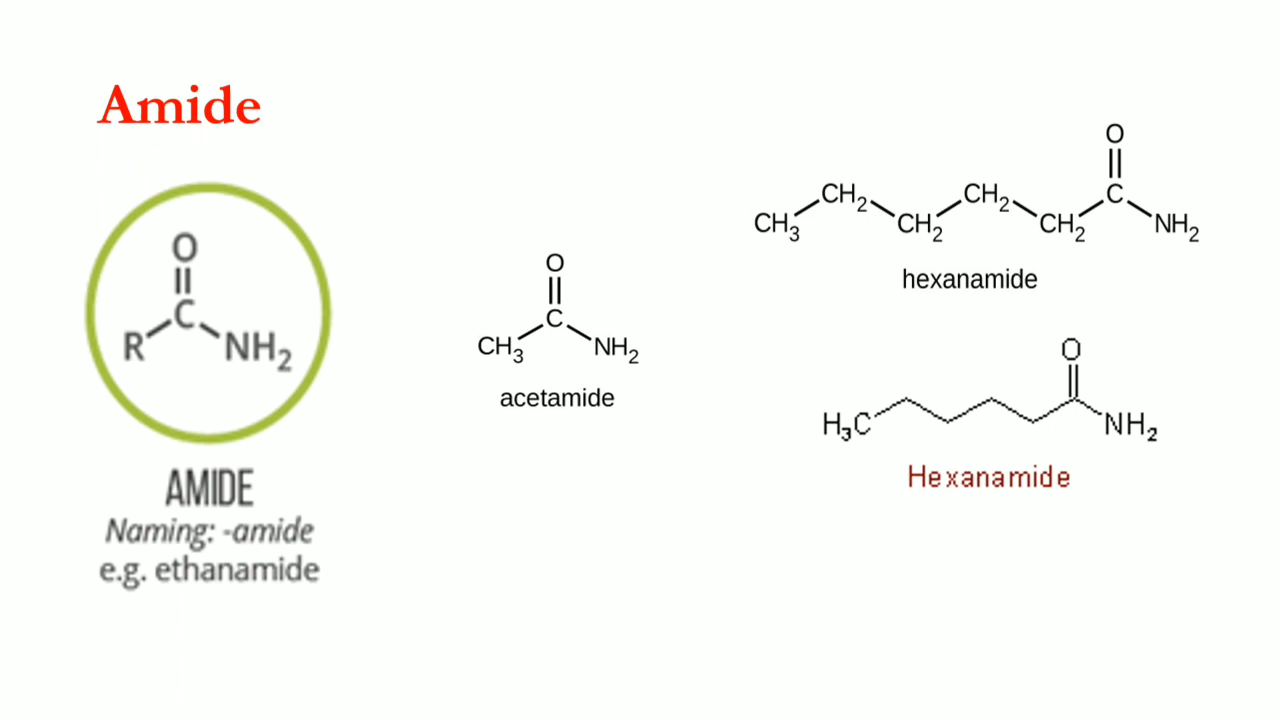 Amide
O
C
R
NH2
AMIDE
Naming: -amide
e.g. ethanamide
O
C
CH3
NH2
acetamide
O
CH2
CH2
C
CH3
CH2
CH2
NH2
hexanamide
O
H3C
NH2
Hexanamide